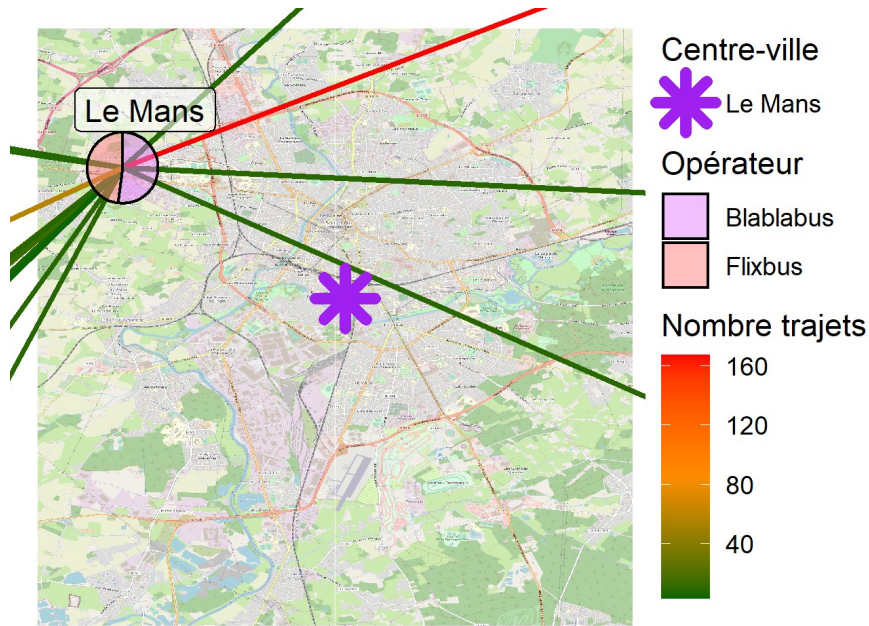 Le Mans
Centre-ville
Le Mans
Opérateur
Blablabus
Flixbus
Nombre trajets
160
120
80
40